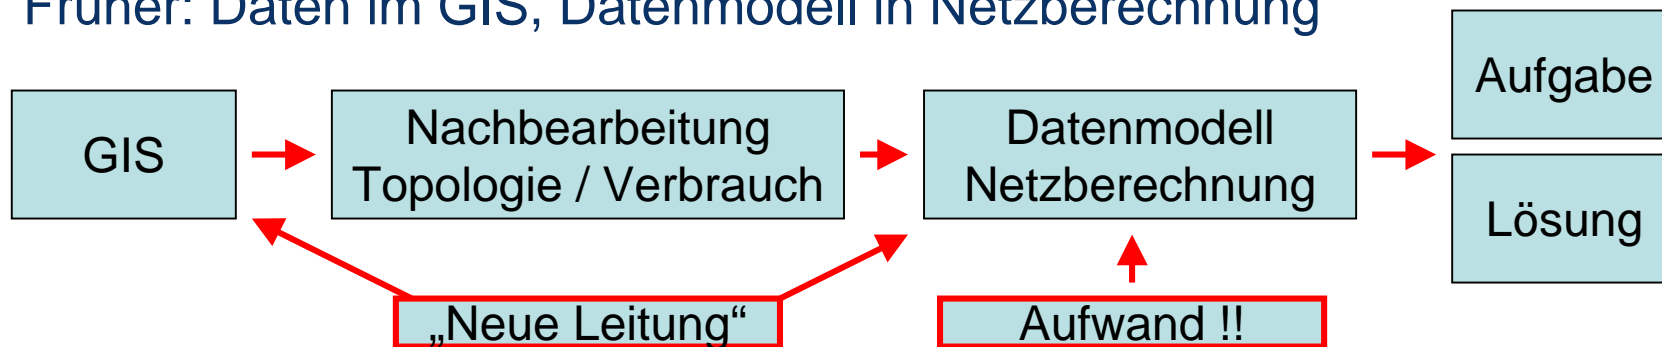 Früher: Daten im GIS, Datenmodell in Netzberechnung
GIS
Nachbearbeitung
Topologie / Verbrauch
Datenmodell
Netzberechnung
Aufgabe
Lösung
„Neue Leitung“
Aufwand !!